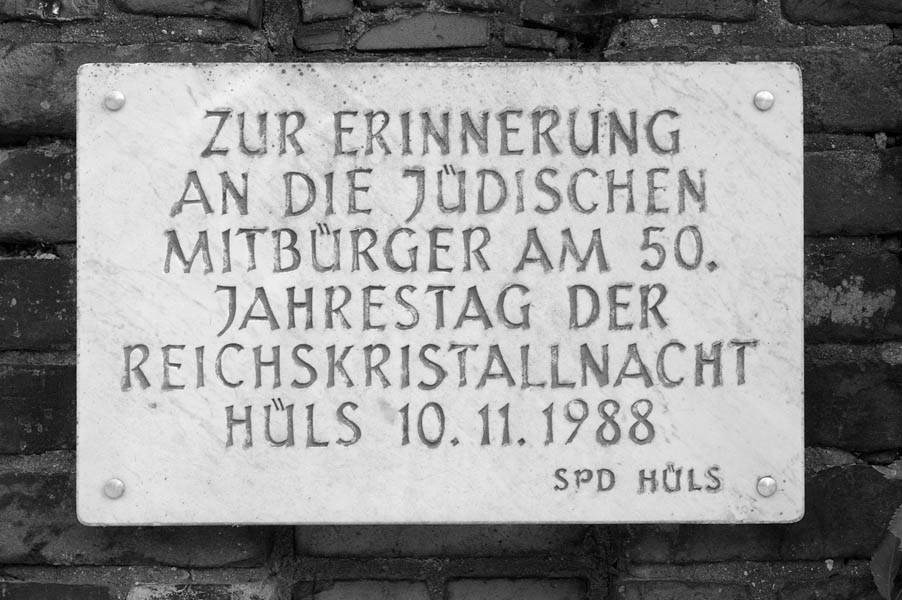 ZUR ERINNERUNG
AN DIE JÜDISCHEN
MITBÜRGER AM 50.
JAHRESTAG DER
REICHSKRISTALLNACHT
HÜLS 10. 11. 1988
SPD HÜLS